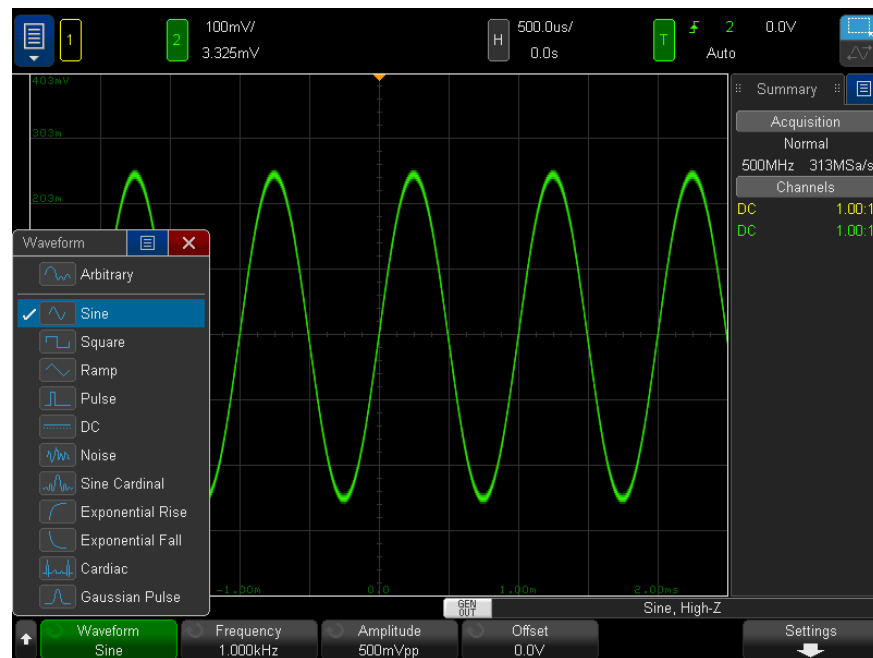 1
2
100mV/
3.325mV
H
500.0us/
0.0s
T
2
0.0V
Auto
403mV
303m
203m
Summary
Acquisition
Normal
500MHz 313MSa/s
Channels
DC 1.00:1
DC 1.00:1
Waveform
Arbitrary
Sine
Square
Ramp
Pulse
DC
Noise
Sine Cardinal
Exponential Rise
Exponential Fall
Cardiac
Gaussian Pulse
-1.00m 0.0 1.00m 2.00ms
GEN
OUT
Sine, High-Z
Waveform
Sine
Frequency
1.000kHz
Amplitude
500mVpp
Offset
0.0V
Settings